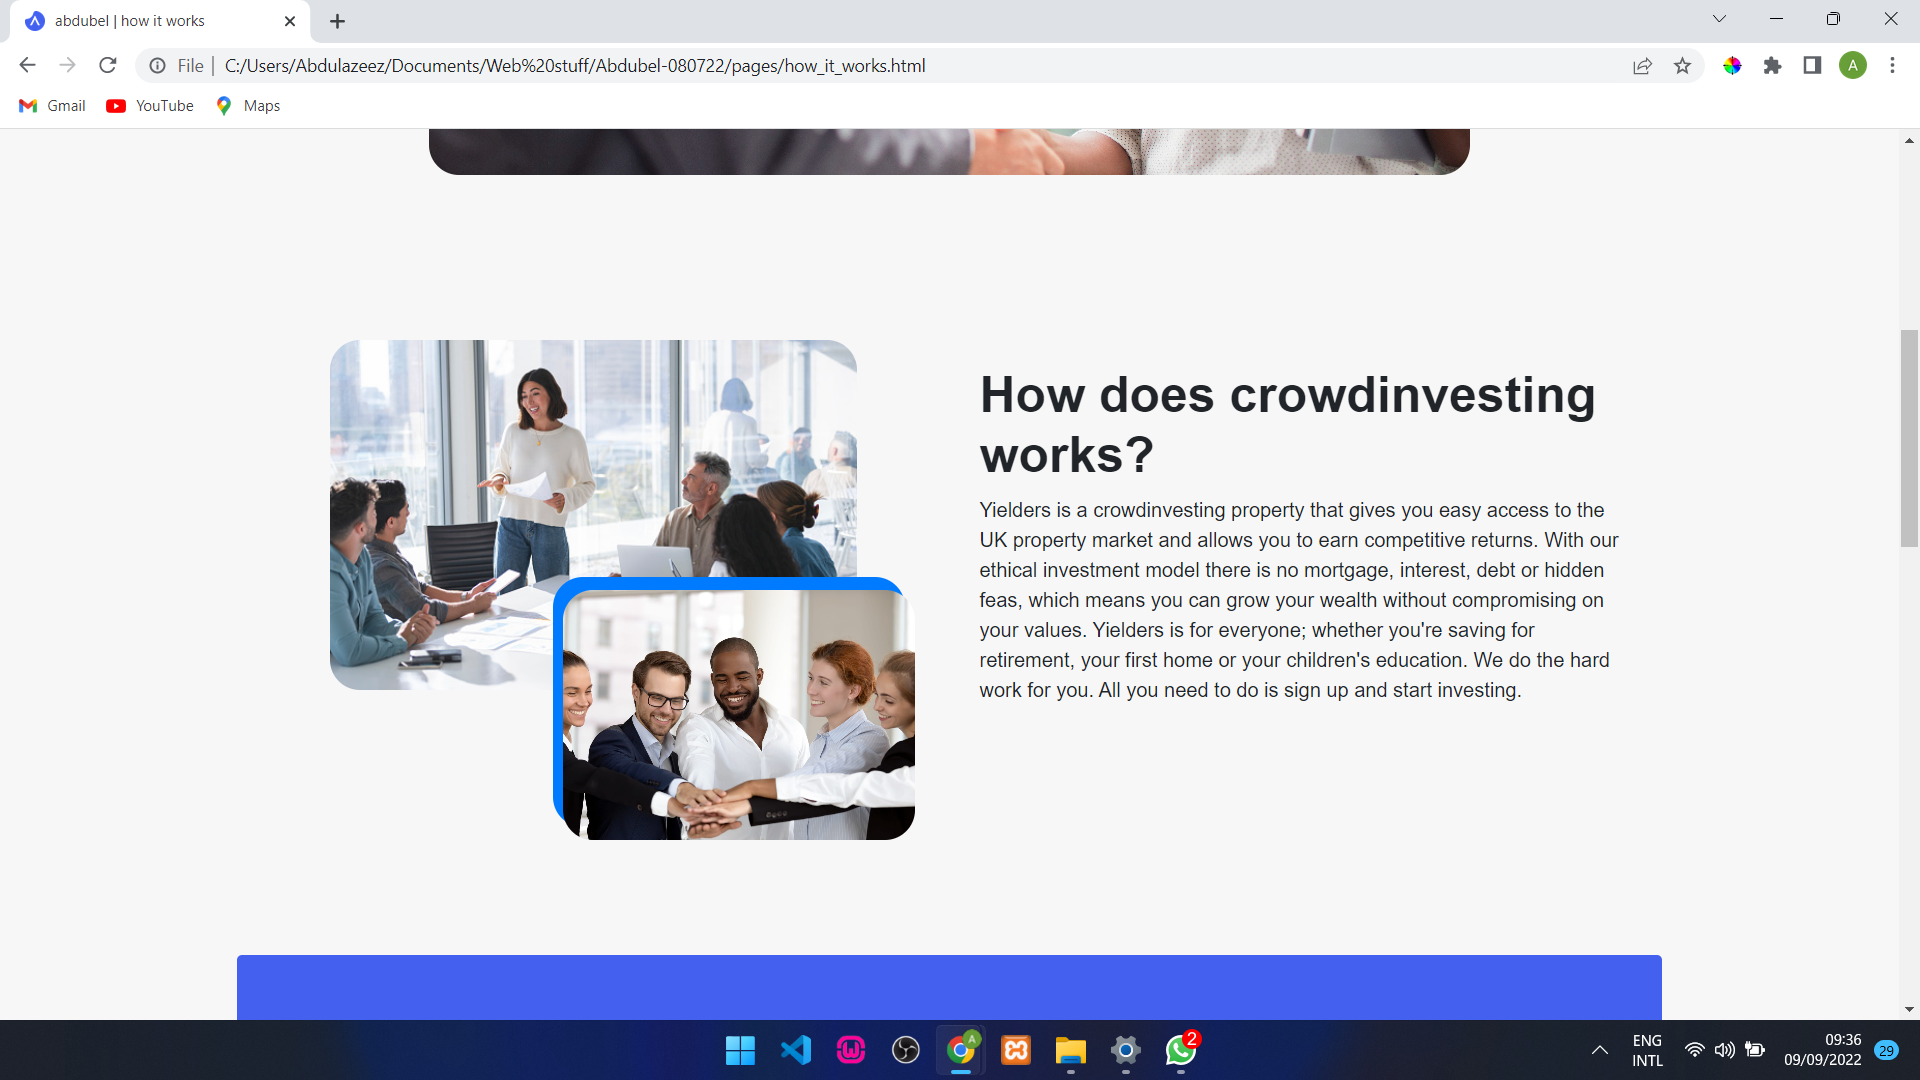 abdubel | how it works
File | C:/Users/Abdulazeez/Documents/Web%20stuff/Abdubel-080722/pages/how_it_works.html
A
Gmail YouTube Maps
How does crowdinvesting
works?
Yielders is a crowdinvesting property that gives you easy access to the
UK property market and allows you to earn competitive returns. With our
ethical investment model there is no mortgage, interest, debt or hidden
feas, which means you can grow your wealth without compromising on
your values. Yielders is for everyone; whether you're saving for
retirement, your first home or your children's education. We do the hard
work for you. All you need to do is sign up and start investing.
A
2
ENG
INTL
09:36
09/09/2022
29